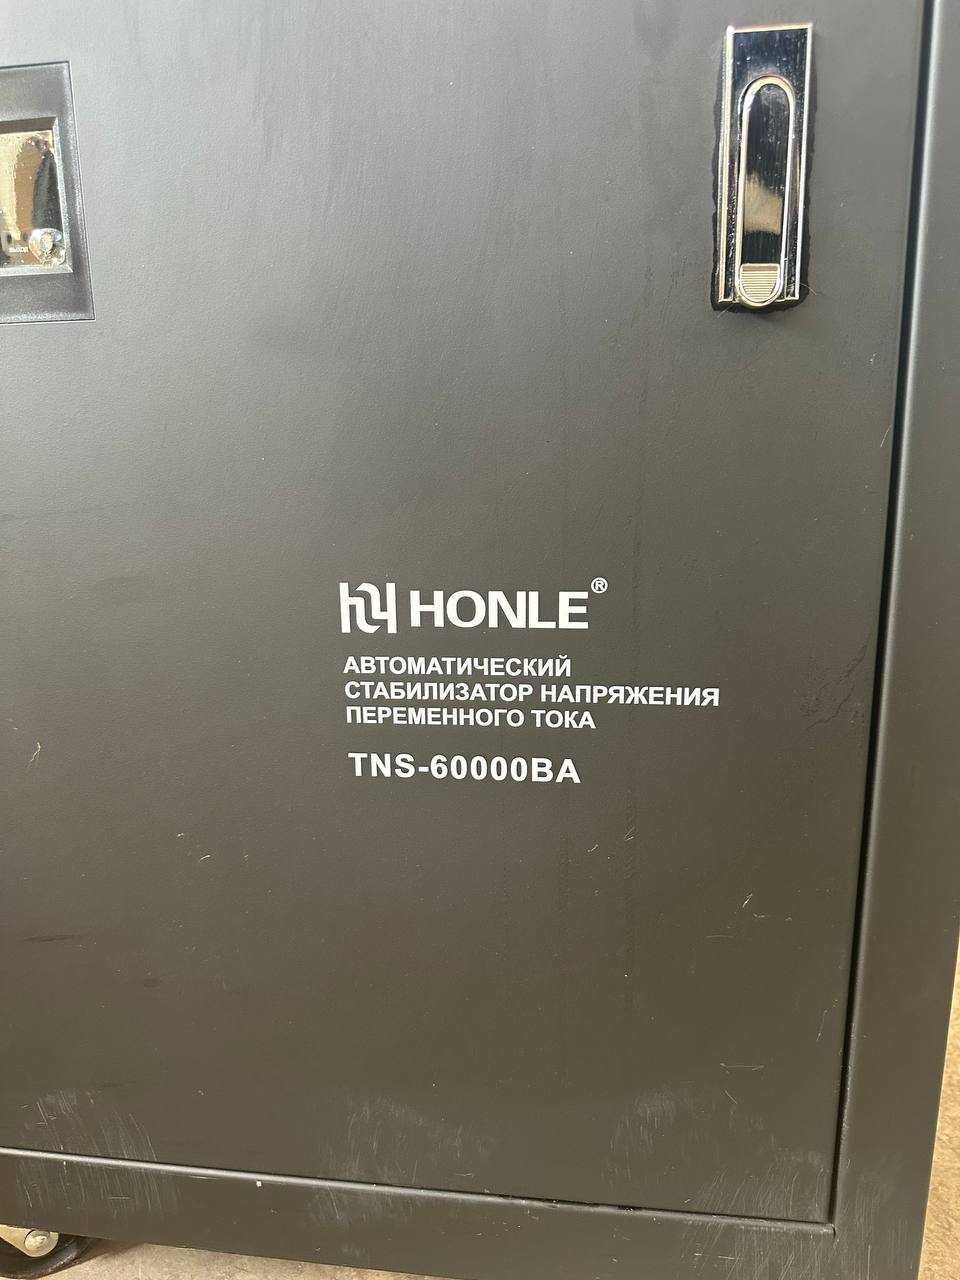 HONLE®
АВТОМАТИЧЕСКИЙ
СТАБИЛИЗАТОР НАПРЯЖЕНИЯ
ПЕРЕМЕННОГО ТОКА
TNS-60000ВА